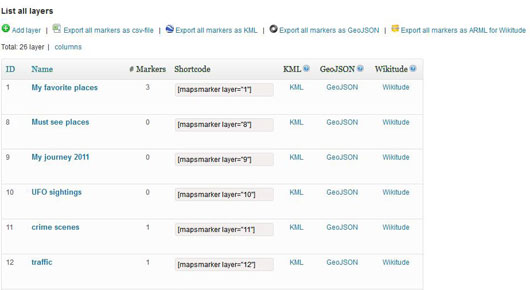 List all layers
Add layer | Export all markers as csv-file | Export all markers as KML | Export all markers as GeoJSON | Export all markers as ARML for Wikitude
Total: 26 layer | columns
ID Name # Markers Shortcode KML GeoJSON Wikitude
1 My favorite places 3 [mapsmarker layer="1"] KML GeoJSON Wikitude
8 Must see places 0 [mapsmarker layer="8"] KML GeoJSON Wikitude
9 My journey 2011 0 [mapsmarker layer="9"] KML GeoJSON Wikitude
10 UFO sightings 0 [mapsmarker layer="10"] KML GeoJSON Wikitude
11 crime scenes 1 [mapsmarker layer="11"] KML GeoJSON Wikitude
12 traffic 1 [mapsmarker layer="12"] KML GeoJSON Wikitude